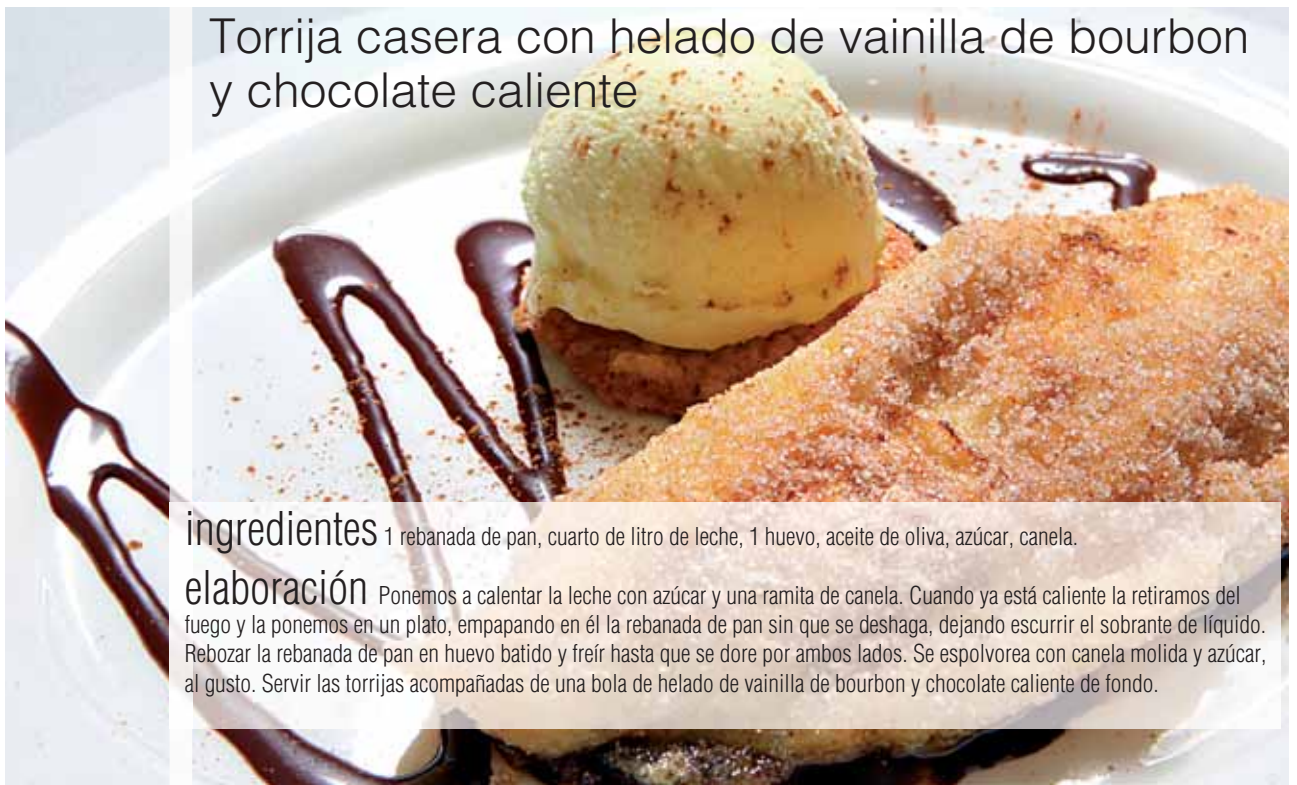 Torrija casera con helado de vainilla de bourbon
y chocolate caliente
ingredientes 1 rebanada de pan, cuarto de litro de leche, 1 huevo, aceite de oliva, azúcar, canela.
elaboración Ponemos a calentar la leche con azúcar y una ramita de canela. Cuando ya está caliente la retiramos del
fuego y la ponemos en un plato, empapando en él la rebanada de pan sin que se deshaga, dejando escurrir el sobrante de líquido.
Rebozar la rebanada de pan en huevo batido y freír hasta que se dore por ambos lados. Se espolvorea con canela molida y azúcar,
al gusto. Servir las torrijas acompañadas de una bola de helado de vainilla de bourbon y chocolate caliente de fondo.